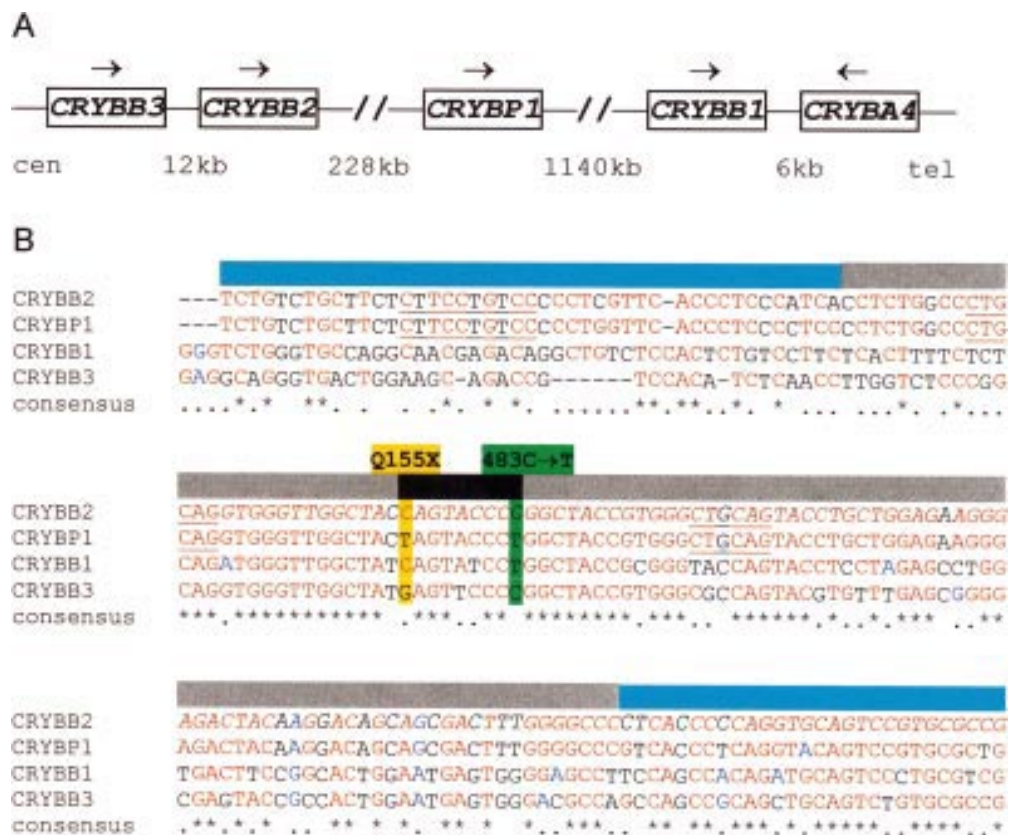 A
→ → → → ←
CRYBB3 CRYBB2 // CRYBP1 // CRYBB1 CRYBA4
cen 12kb 228kb 1140kb 6kb tel
B
CRYBB2 ---TCTGTCTGCTTCTCTTCCTGTCCCCCTCGTTC-ACCCTCCCATCACCTCTGGCCCTG
CRYBP1 ---TCTGTCTGCTTCTCTTCCTGTCCCCCTGGTTC-ACCCTCCCCTCCCCTCTGGCCCTG
CRYBB1 GGGTCTGGGTGCCAGGCAACGAGACAGGCTGTCTCCACTCTGTCCTTCTCACTTTTCTCT
CRYBB3 GAGGCAGGGTGACTGGAAGC-AGACCG------TCCACA-TCTCAACCTTGGTCTCCCGG
consensus
Q155X 483C→T
CRYBB2 CAGGTGGGTTGGCTACCAGTACCCCGGCTACCGTGGGCTGCAGTACCTGCTGGAGAAGGG
CRYBP1 CAGGTGGGTTGGCTACTAGTACCCTGGCTACCGTGGGCTGCAGTACCTGCTGGAGAAGGG
CRYBB1 CAGATGGGTTGGCTATCAGTATCCTGGCTACCGCGGGTACCAGTACCTCCTAGAGCCTGG
CRYBB3 CAGGTGGGTTGGCTATGAGTTCCCCGGCTACCGTGGGCGCCAGTACGTGTTTGAGCGGGG
consensus
CRYBB2 AGACTACAAGGACAGCAGCGACTTTGGGGCCCCTCACCCCCAGGTGCAGTCCGTGCGCCG
CRYBP1 AGACTACAAGGACAGCAGCGACTTTGGGGCCCGTCACCCTCAGGTACAGTCCGTGCGCTG
CRYBB1 TGACTTCCGGCACTGGAATGAGTGGGGAGCCTTCCAGCCACAGATGCAGTCCCTGCGTCG
CRYBB3 CGAGTACCGCCACTGGAATGAGTGGGACGCCAGCCAGCCGCAGCTGCAGTCTGTGCGCCG
consensus